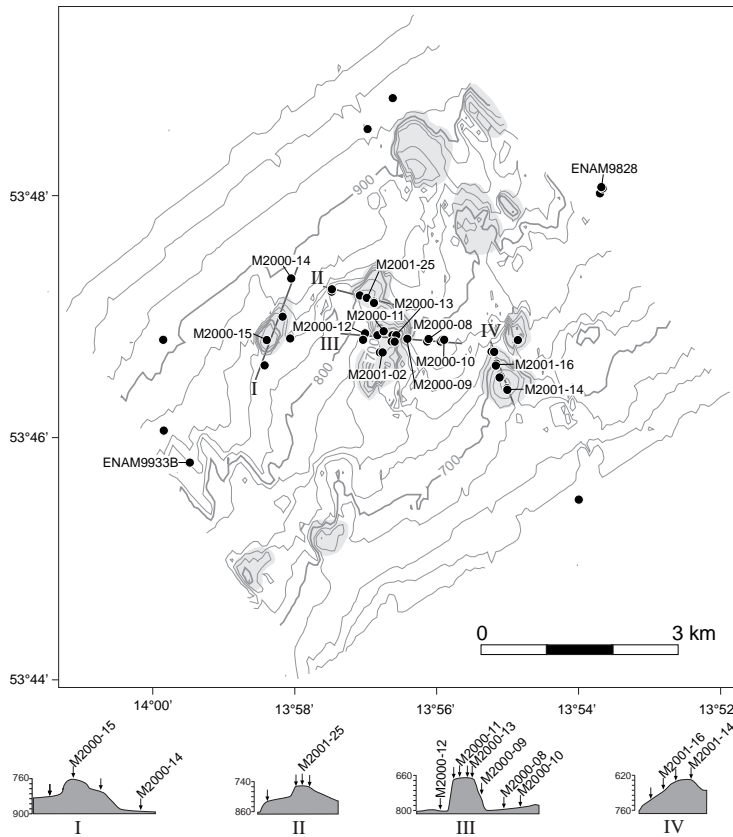 ENAM9828
53°48'
900
M2000-14
M2001-25
II
M2000-13
M2000-11
M2000-08
M2000-12
IV
M2000-15
III
800
M2001-16
M2000-10
M2001-02
M2000-09
I
M2001-14
53°46'
ENAM9933B
700
0 3 km
53°44'
14°00' 13°58' 13°56' 13°54' 13°52'
M2000-15
M2000-14
760
900
I
M2001-25
740
860
II
M2000-11
M2000-13
M2000-09
M2000-12
M2000-08
M2000-10
660
800
III
M2001-16
M2001-14
620
760
IV